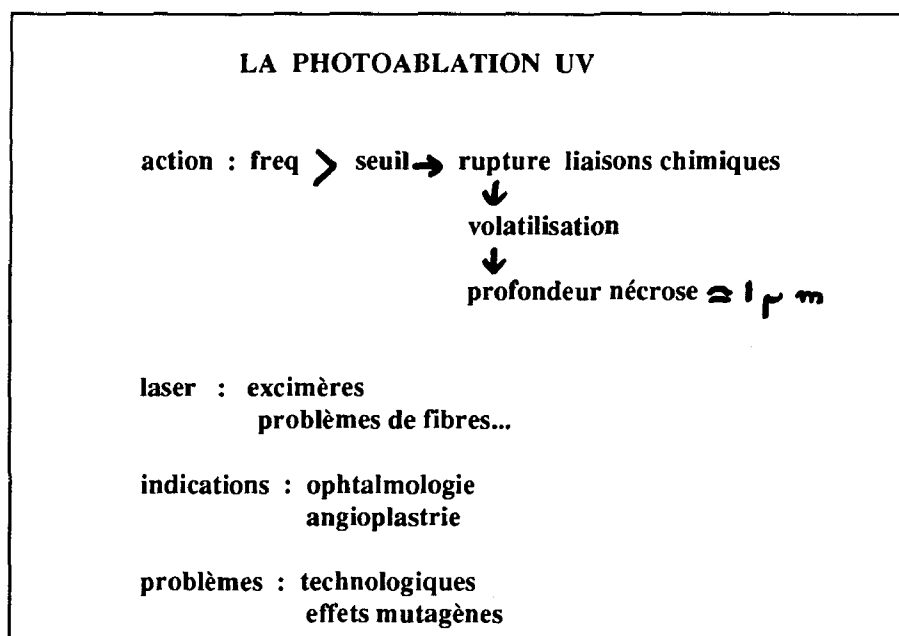 LA PHOTOABLATION UV
action : freq > seuil → rupture liaisons chimiques
↓
volatilisation
↓
profondeur nécrose ≃ 1 µ m
laser : excimères
problèmes de fibres...
indications : ophtalmologie
angioplastrie
problèmes : technologiques
effets mutagènes